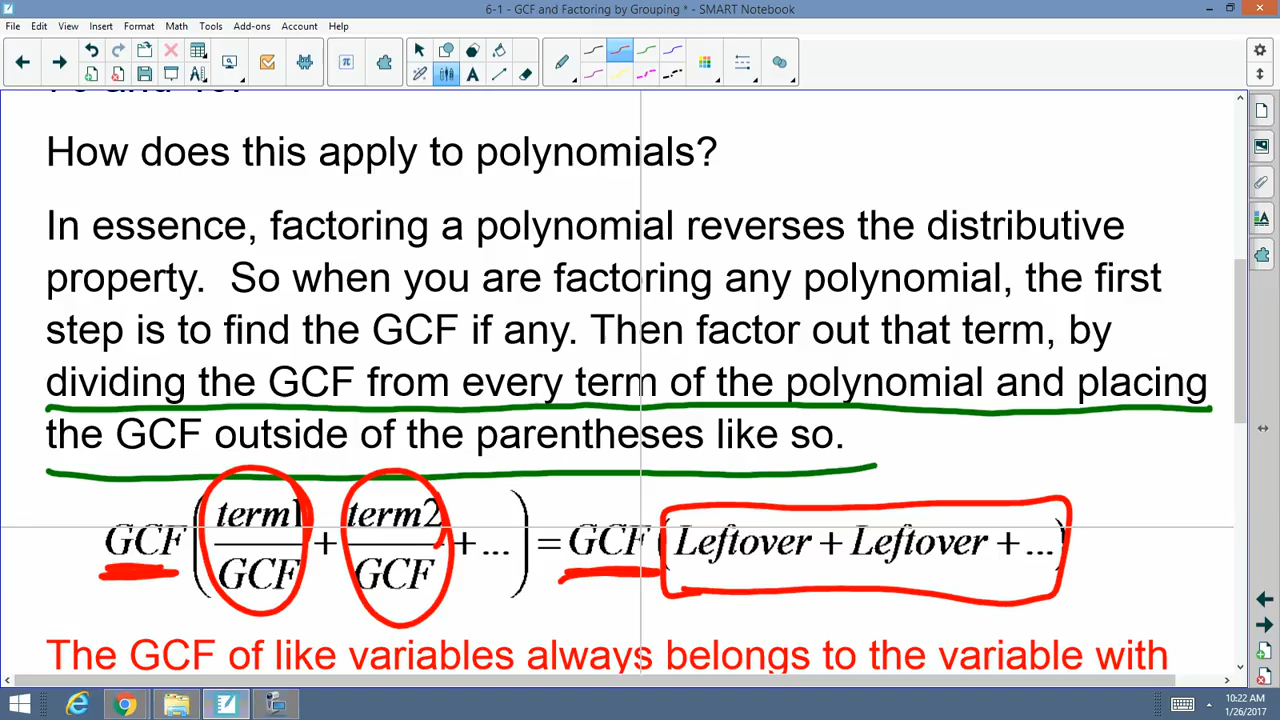 6-1 - GCF and Factoring by Grouping * - SMART Notebook
File Edit View Insert Format Math Tools Add-ons Account Help
How does this apply to polynomials?
In essence, factoring a polynomial reverses the distributive
property. So when you are factoring any polynomial, the first
step is to find the GCF if any. Then factor out that term, by
dividing the GCF from every term of the polynomial and placing
the GCF outside of the parentheses like so.
GCF(term1/GCF + term2/GCF + ...) = GCF(Leftover + Leftover + ...)
The GCF of like variables always belongs to the variable with
10:22 AM
1/26/2017